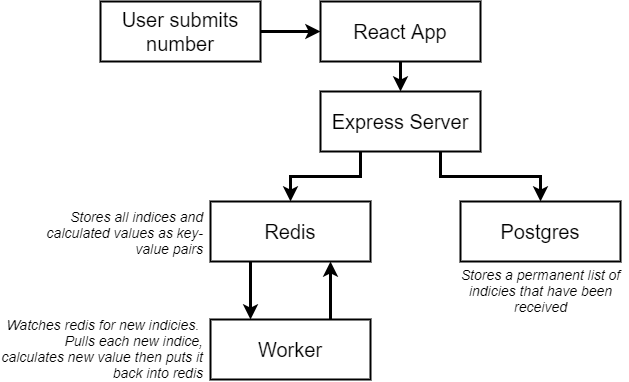 User submits
number
React App
Express Server
Stores all indices and
calculated values as key-
value pairs
Redis
Postgres
Stores a permanent list of
indicies that have been
received
Watches redis for new indicies.
Pulls each new indice,
calculates new value then puts it
back into redis
Worker